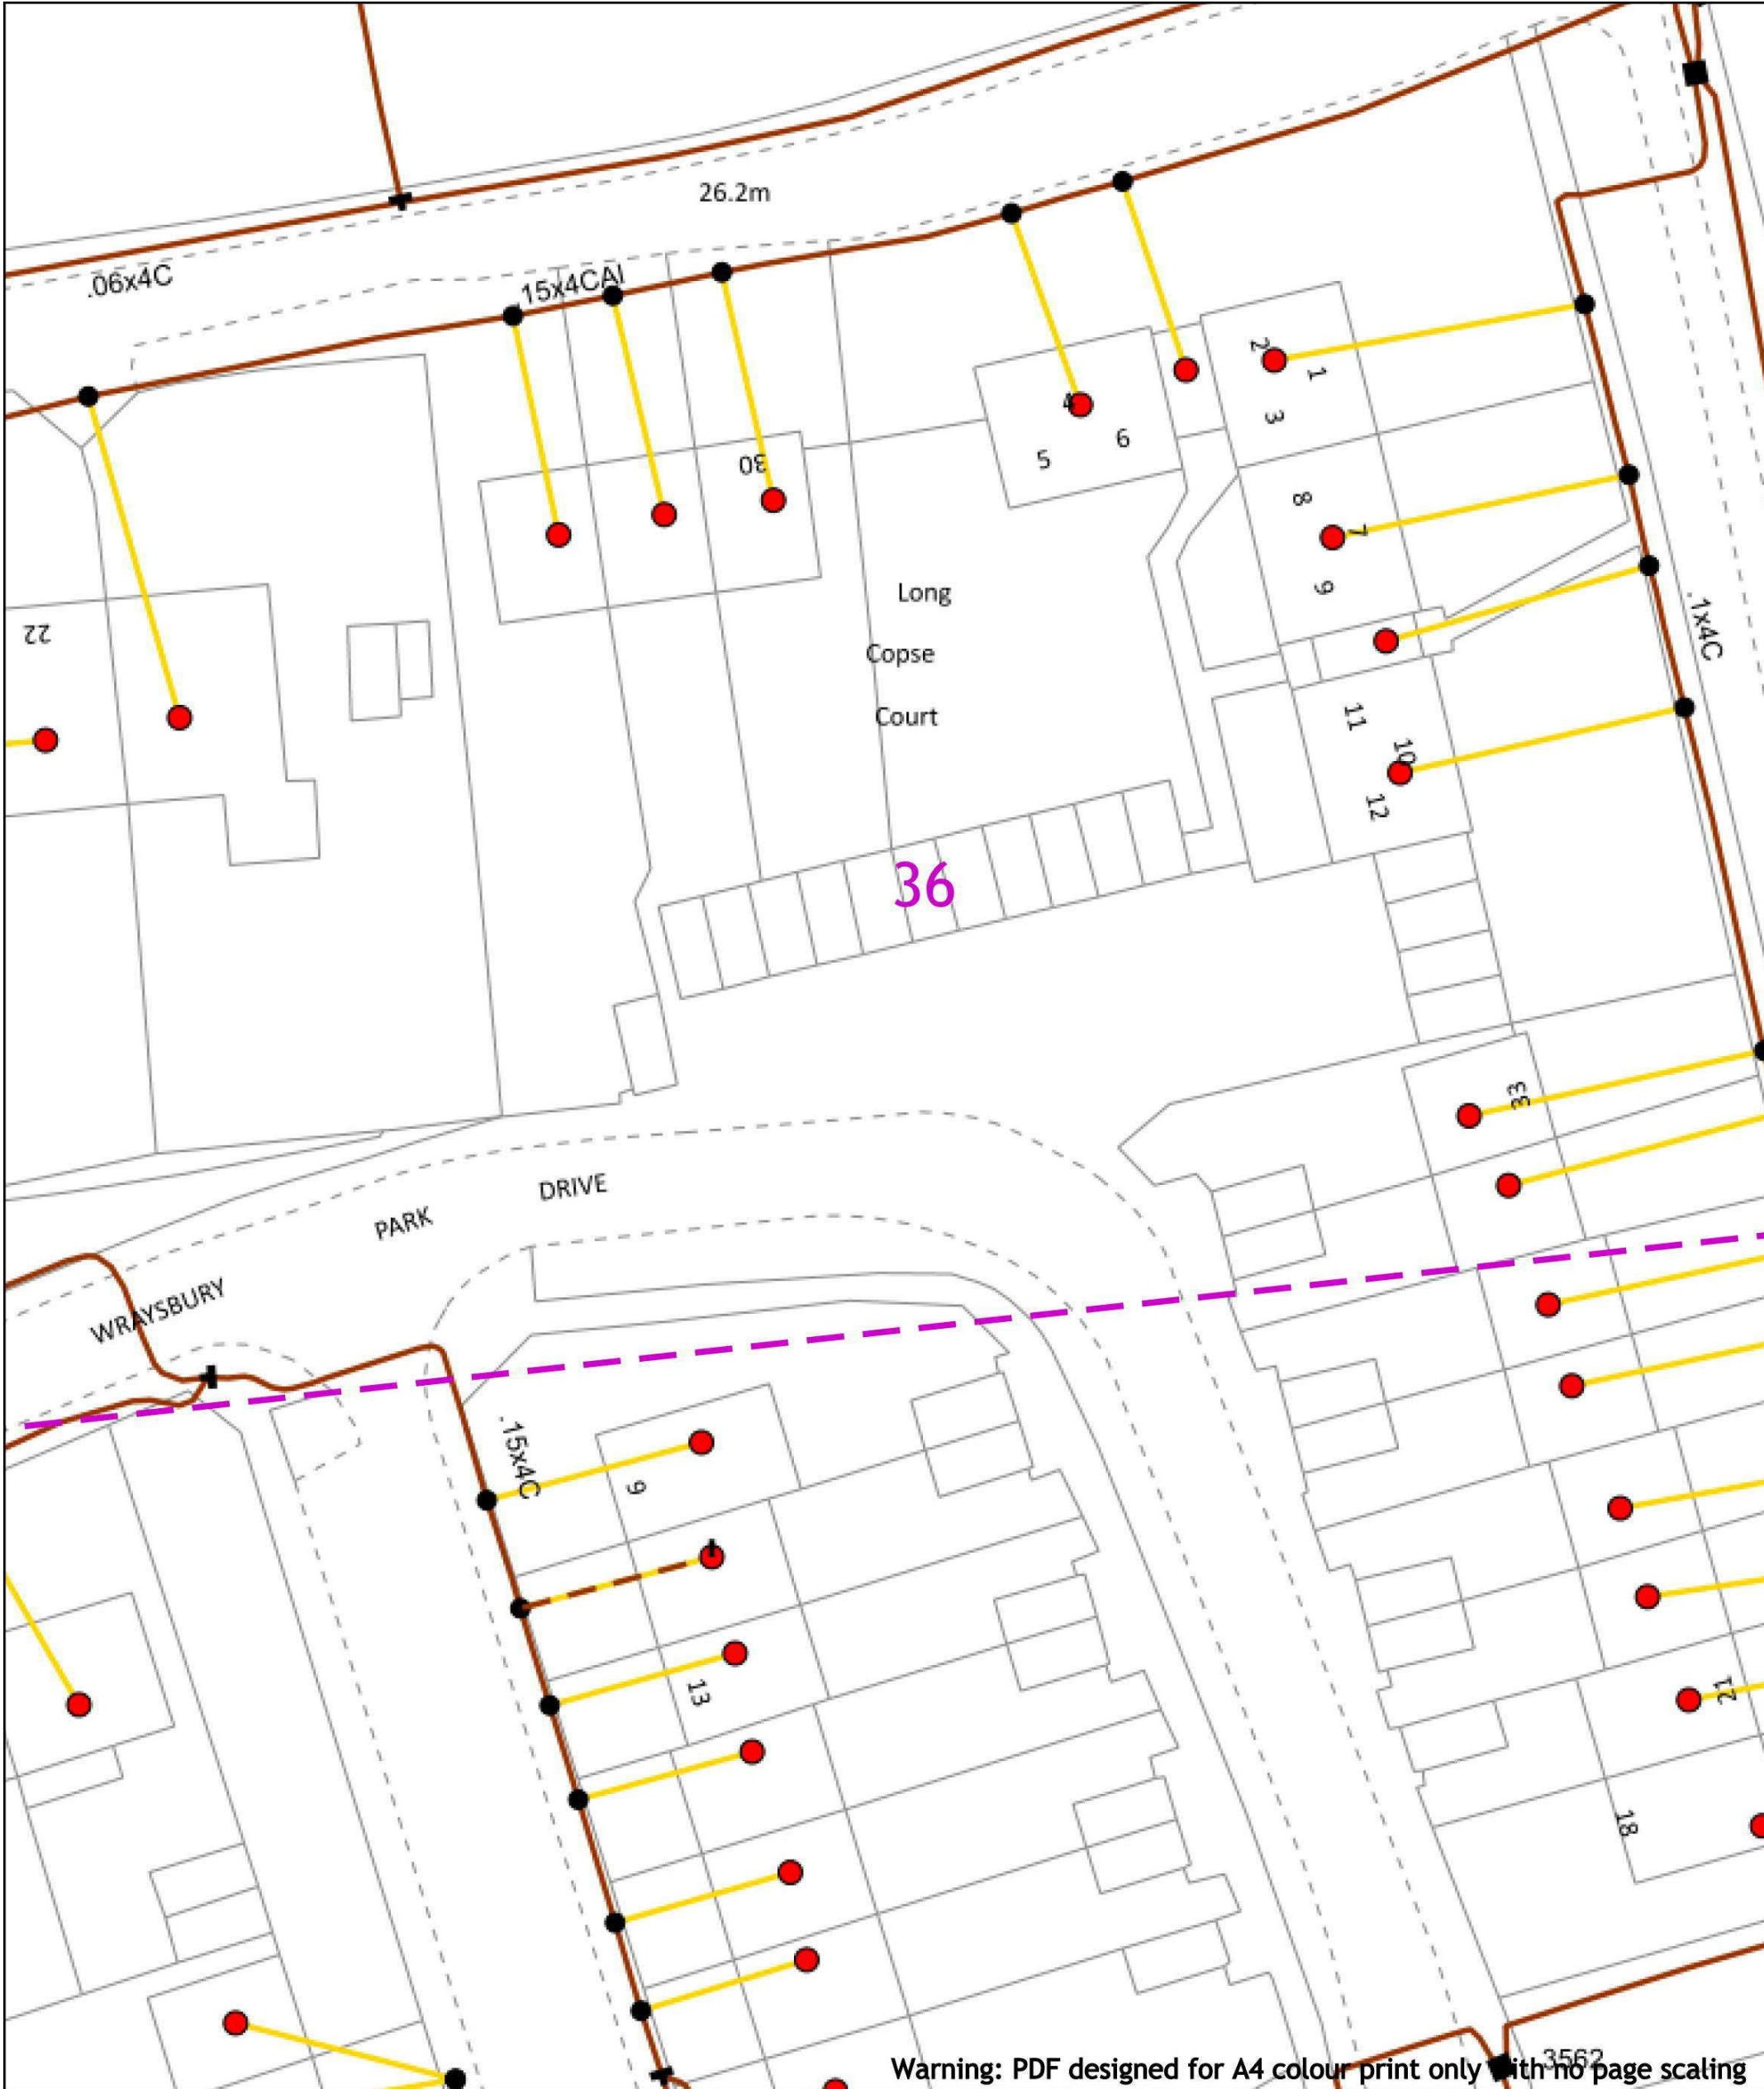 26.2m
.06x4C
.15x4CAI
2
1
3
4
6
5
30
8
7
9
Long
Copse
Court
22
.1x4C
11
10
12
36
33
DRIVE
PARK
WRAYSBURY
.15x4C
9
13
21
18
3562
Warning: PDF designed for A4 colour print only with no page scaling